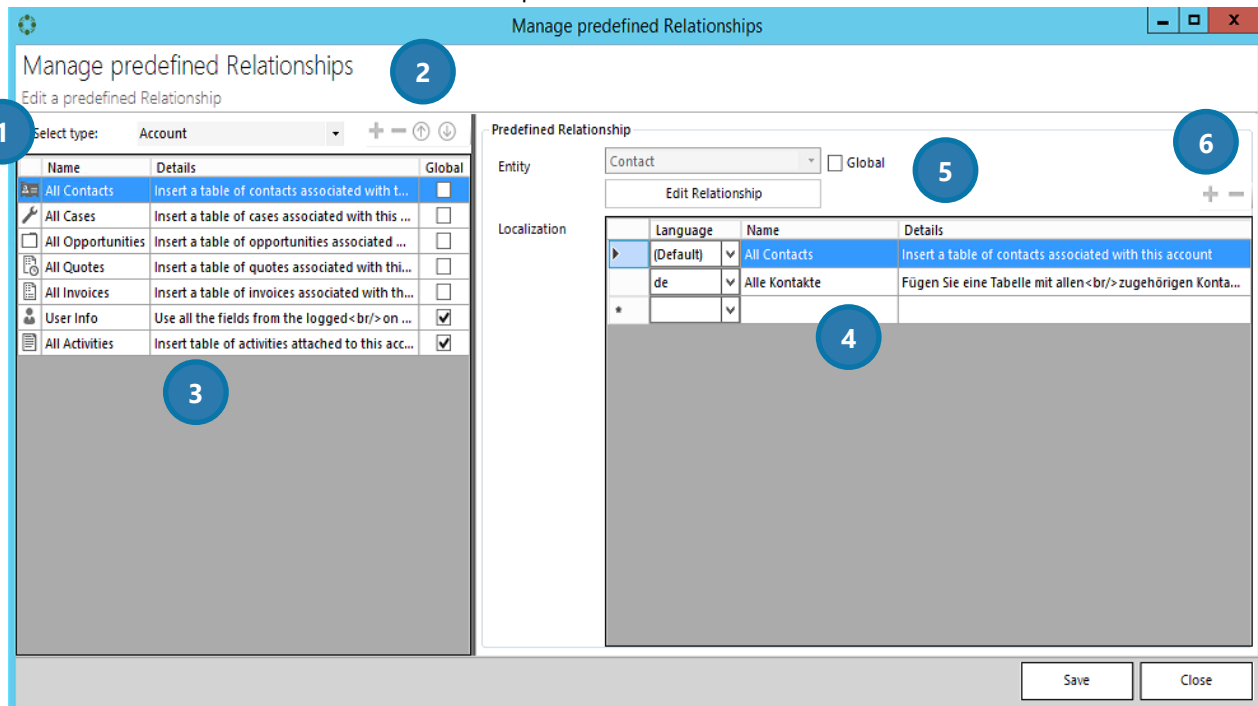 Manage predefined Relationships
X
Manage predefined Relationships
2
Edit a predefined Relationship
1
Select type: Account
Name Details Global
All Contacts Insert a table of contacts associated with t...
All Cases Insert a table of cases associated with this ...
All Opportunities Insert a table of opportunities associated ...
All Quotes Insert a table of quotes associated with thi...
All Invoices Insert a table of invoices associated with th...
User Info Use all the fields from the logged<br/>on ...
All Activities Insert table of activities attached to this acc...
3
Predefined Relationship
6
Entity Contact Global
5
Edit Relationship
Localization
Language Name Details
(Default) All Contacts Insert a table of contacts associated with this account
de Alle Kontakte Fügen Sie eine Tabelle mit allen<br/>zugehörigen Konta...
*
4
Save Close